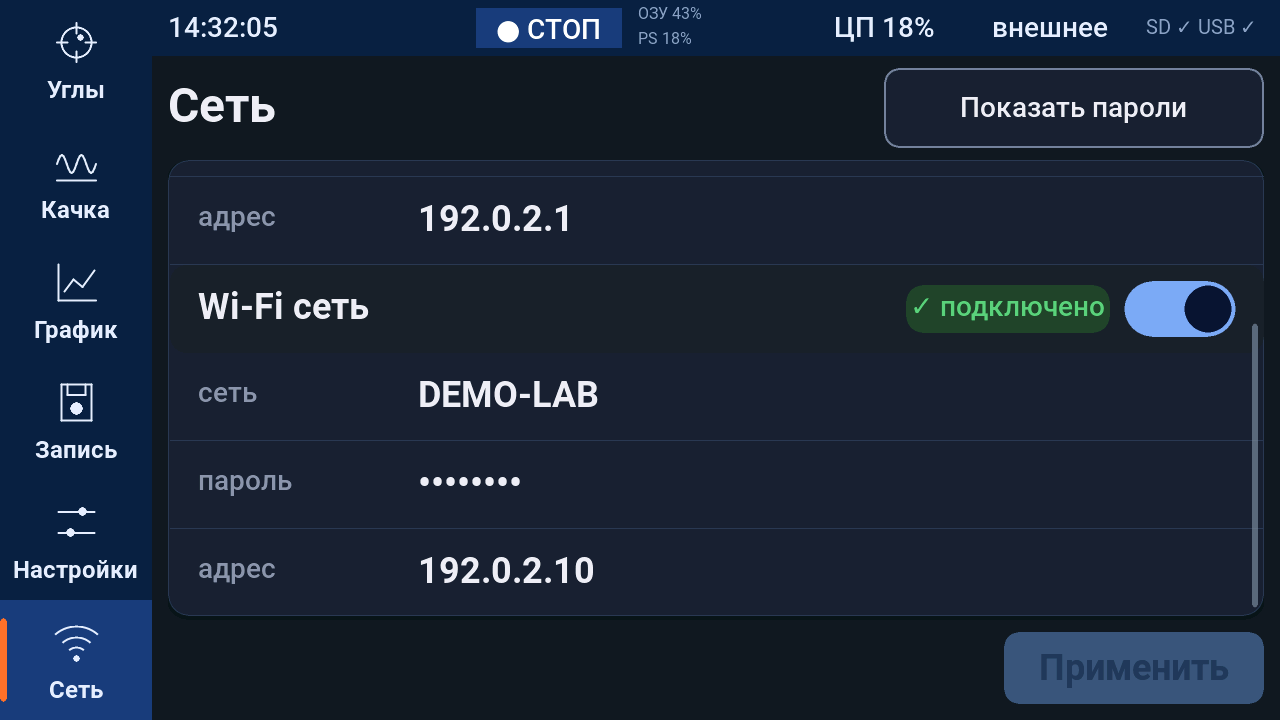 14:32:05
● СТОП
ОЗУ 43%
PS 18%
ЦП 18%
внешнее
SD ✓ USB ✓
Углы
Качка
График
Запись
Настройки
Сеть
Сеть
Показать пароли
адрес
192.0.2.1
Wi-Fi сеть
✓ подключено
сеть
DEMO-LAB
пароль
••••••••
адрес
192.0.2.10
Применить